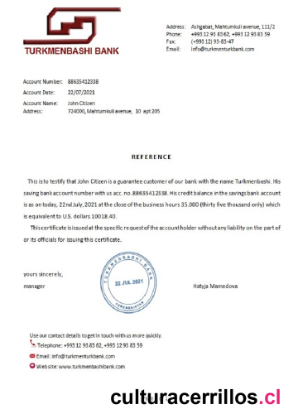 Address: Achgabat, Mahtumkuli avenue, 111/2
Phone: +993 12 93 83 62, +993 12 93 83 59
Fax: (+993 12) 93-83-47
Email: info@turkmenturkbank.com
TURKMENBASHI BANK
Account Number: 88635412338
Account Date: 22/07/2021
Account Name: John Citizen
Address: 724030, Mahtumkuli avenue, 10 apt 205
REFERENCE
This is to testify that John Citizen is a guarantee customer of our bank with the name Turkmenbashi. His
saving bank account number with us acc. no. 88635412338. His credit balance in the savings bank account
is as on today, 22nd July, 2021 at the close of the business hours 35.000 (thirty five thousand only) which
is equivalent to U.S. dollars 10018.40.
This certificate is issued at the specific request of the account holder without any liability on the part of
or its officials for issuing this certificate.
yours sincerely,
manager
TURKMENBASHI BANK
22 JUL 2021
Hatyja Mamedova
Use our contact details to get in touch with us more quickly.
Telephone: +993 12 93 83 62, +993 12 93 83 59
Email: info@turkmenturkbank.com
Web site: www.turkmenbashibank.com
culturacerrillos.cl